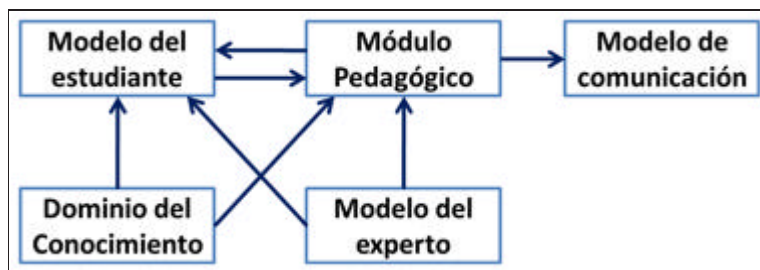 Modelo del
estudiante
Módulo
Pedagógico
Modelo de
comunicación
Dominio del
Conocimiento
Modelo del
experto